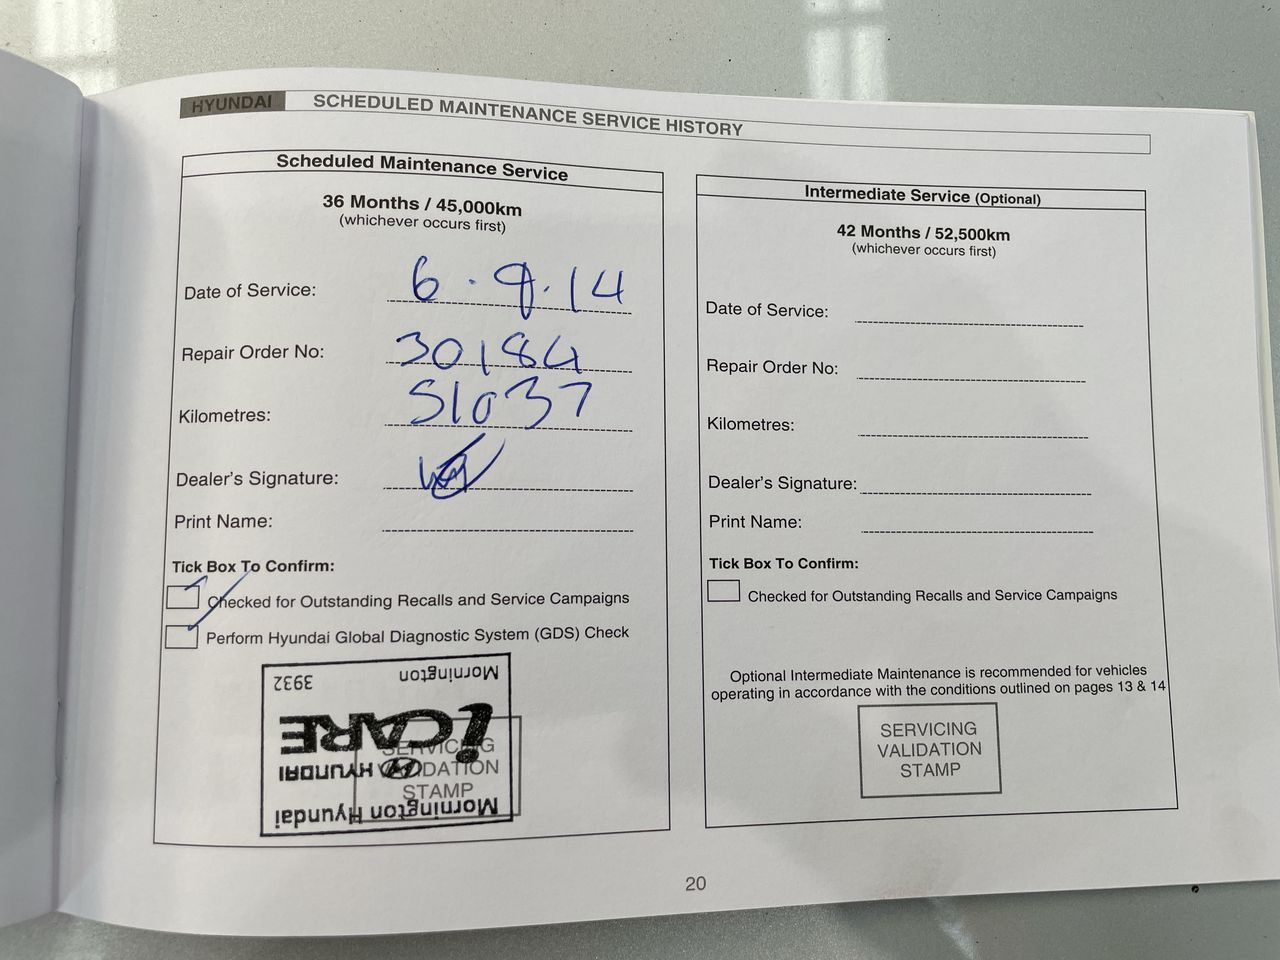 HYUNDAI SCHEDULED MAINTENANCE SERVICE HISTORY
Scheduled Maintenance Service
36 Months / 45,000km
(whichever occurs first)
Date of Service: 6.9.14
Repair Order No: 30184
Kilometres: 51037
Dealer's Signature:
Print Name:
Tick Box To Confirm:
Checked for Outstanding Recalls and Service Campaigns
Perform Hyundai Global Diagnostic System (GDS) Check
SERVICING
VALIDATION
STAMP
Mornington Hyundai
HYUNDAI
iCARE
Mornington 3932
Intermediate Service (Optional)
42 Months / 52,500km
(whichever occurs first)
Date of Service:
Repair Order No:
Kilometres:
Dealer's Signature:
Print Name:
Tick Box To Confirm:
Checked for Outstanding Recalls and Service Campaigns
Optional Intermediate Maintenance is recommended for vehicles
operating in accordance with the conditions outlined on pages 13 & 14
SERVICING
VALIDATION
STAMP
20